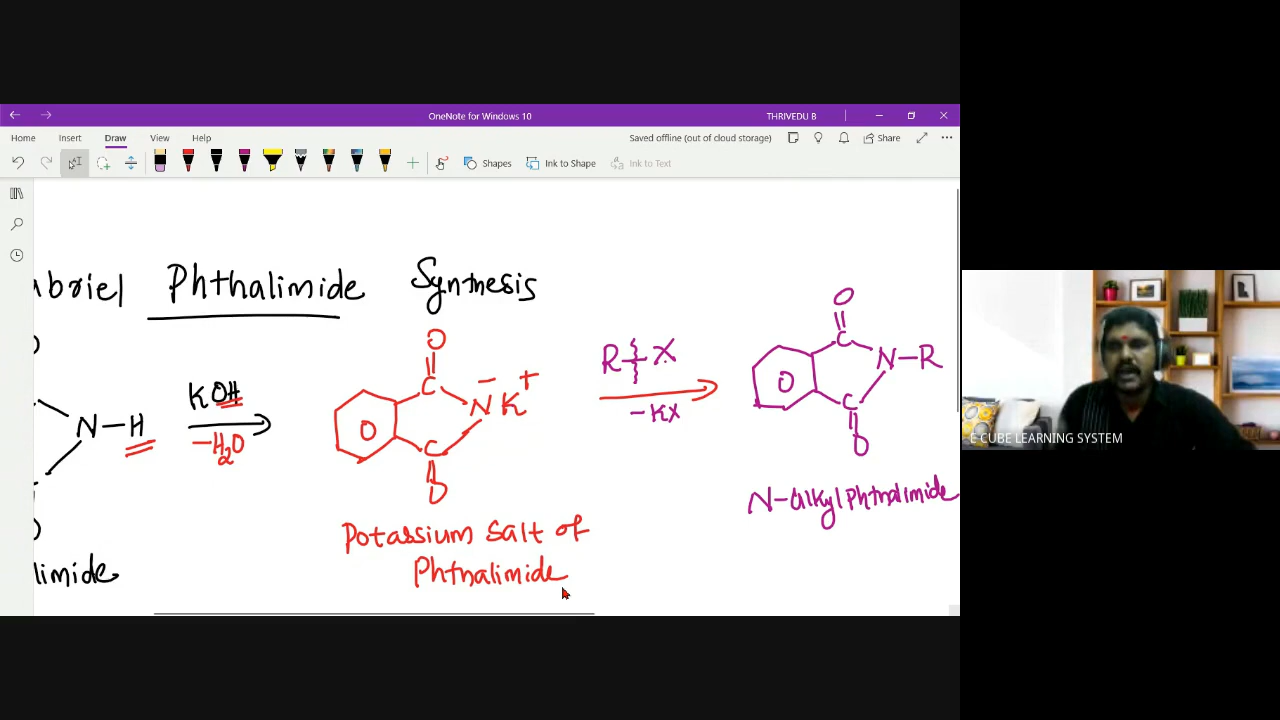 OneNote for Windows 10
THRIVEDU B
Home Insert Draw View Help
Saved offline (out of cloud storage)
Share
Shapes
Ink to Shape
Ink to Text
abriel Phthalimide Synthesis
O
N-H
KOH
-H2O
O
C
N- K+
O
C
O
R X
-KX
O
C
N-R
O
C
O
Potassium Salt of
Phthalimide
N-alkyl Phthalimide
limide
E CUBE LEARNING SYSTEM